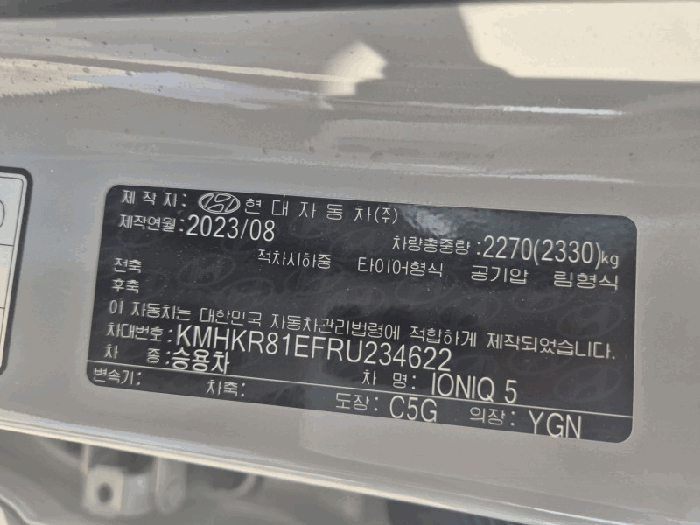 제작자: 현대자동차(주)
제작연월:2023/08 차량총중량:2270(2330)kg
적차시하중 타이어형식 공기압 림형식
전축
후축
이 자동차는 대한민국 자동차관리법령에 적합하게 제작되었습니다.
차대번호:KMHKR81EFRU234622
차 종:승용차 차 명:IONIQ 5
변속기: 차축: 도장:C5G 의장:YGN